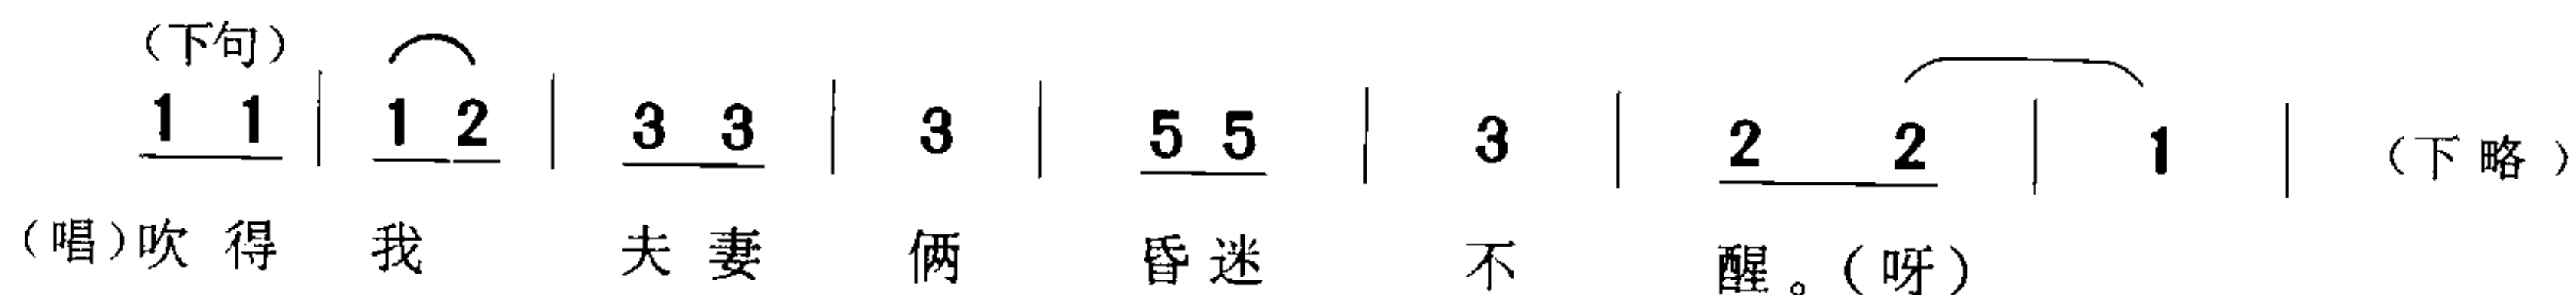 （下句）
1 1 | 1 2 | 3 3 | 3 | 5 5 | 3 | 2 2 | 1 | （下略）
（唱）吹得 我 夫妻 俩 昏迷 不 醒。（呀）